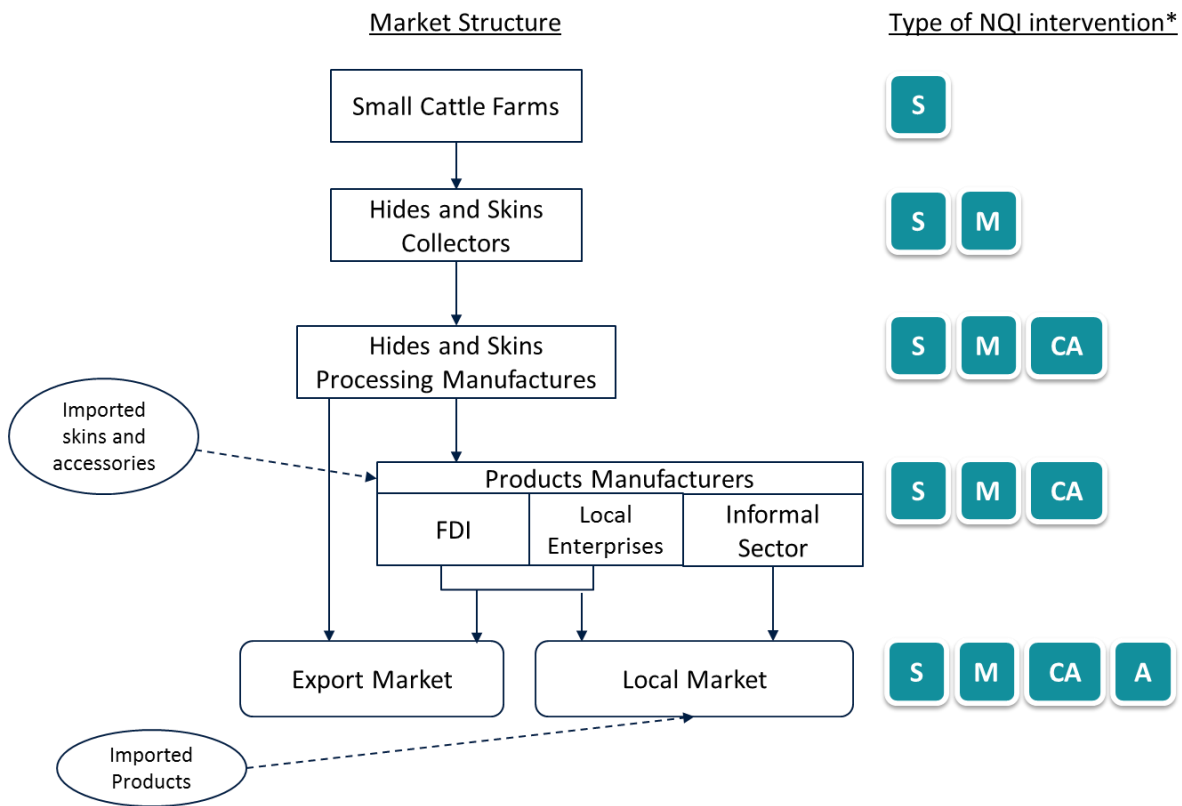 Market Structure
Type of NQI intervention*
Small Cattle Farms
S
Hides and Skins
Collectors
S M
Hides and Skins
Processing Manufactures
S M CA
Imported
skins and
accessories
Products Manufacturers
FDI
Local
Enterprises
Informal
Sector
S M CA
Export Market
Local Market
S M CA A
Imported
Products